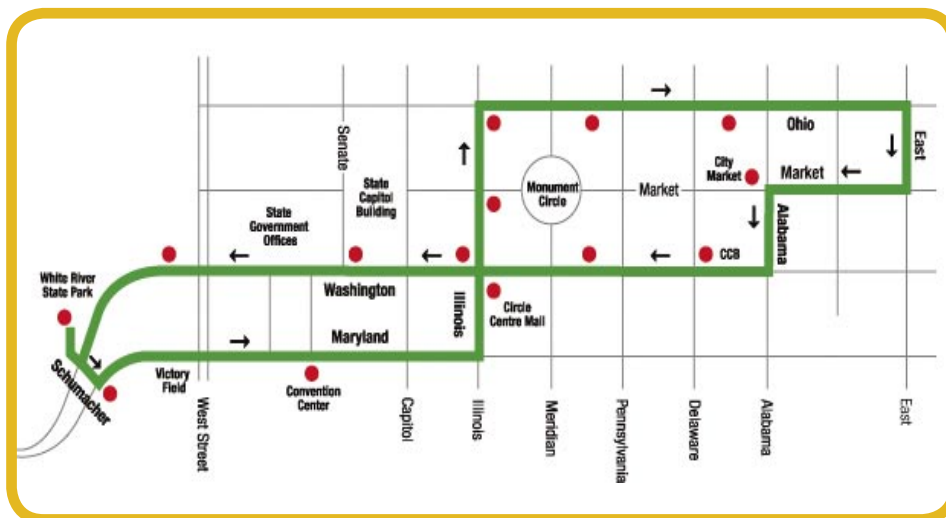 Ohio
East
Senate
City
Market
Market
Market
Monument
Circle
State
Capitol
Building
State
Government
Offices
Alabama
CCB
White River
State Park
Washington
Illinois
Circle
Centre Mall
Maryland
Schumacher
Victory
Field
Convention
Center
West Street
Capitol
Illinois
Meridian
Pennsylvania
Delaware
Alabama
East